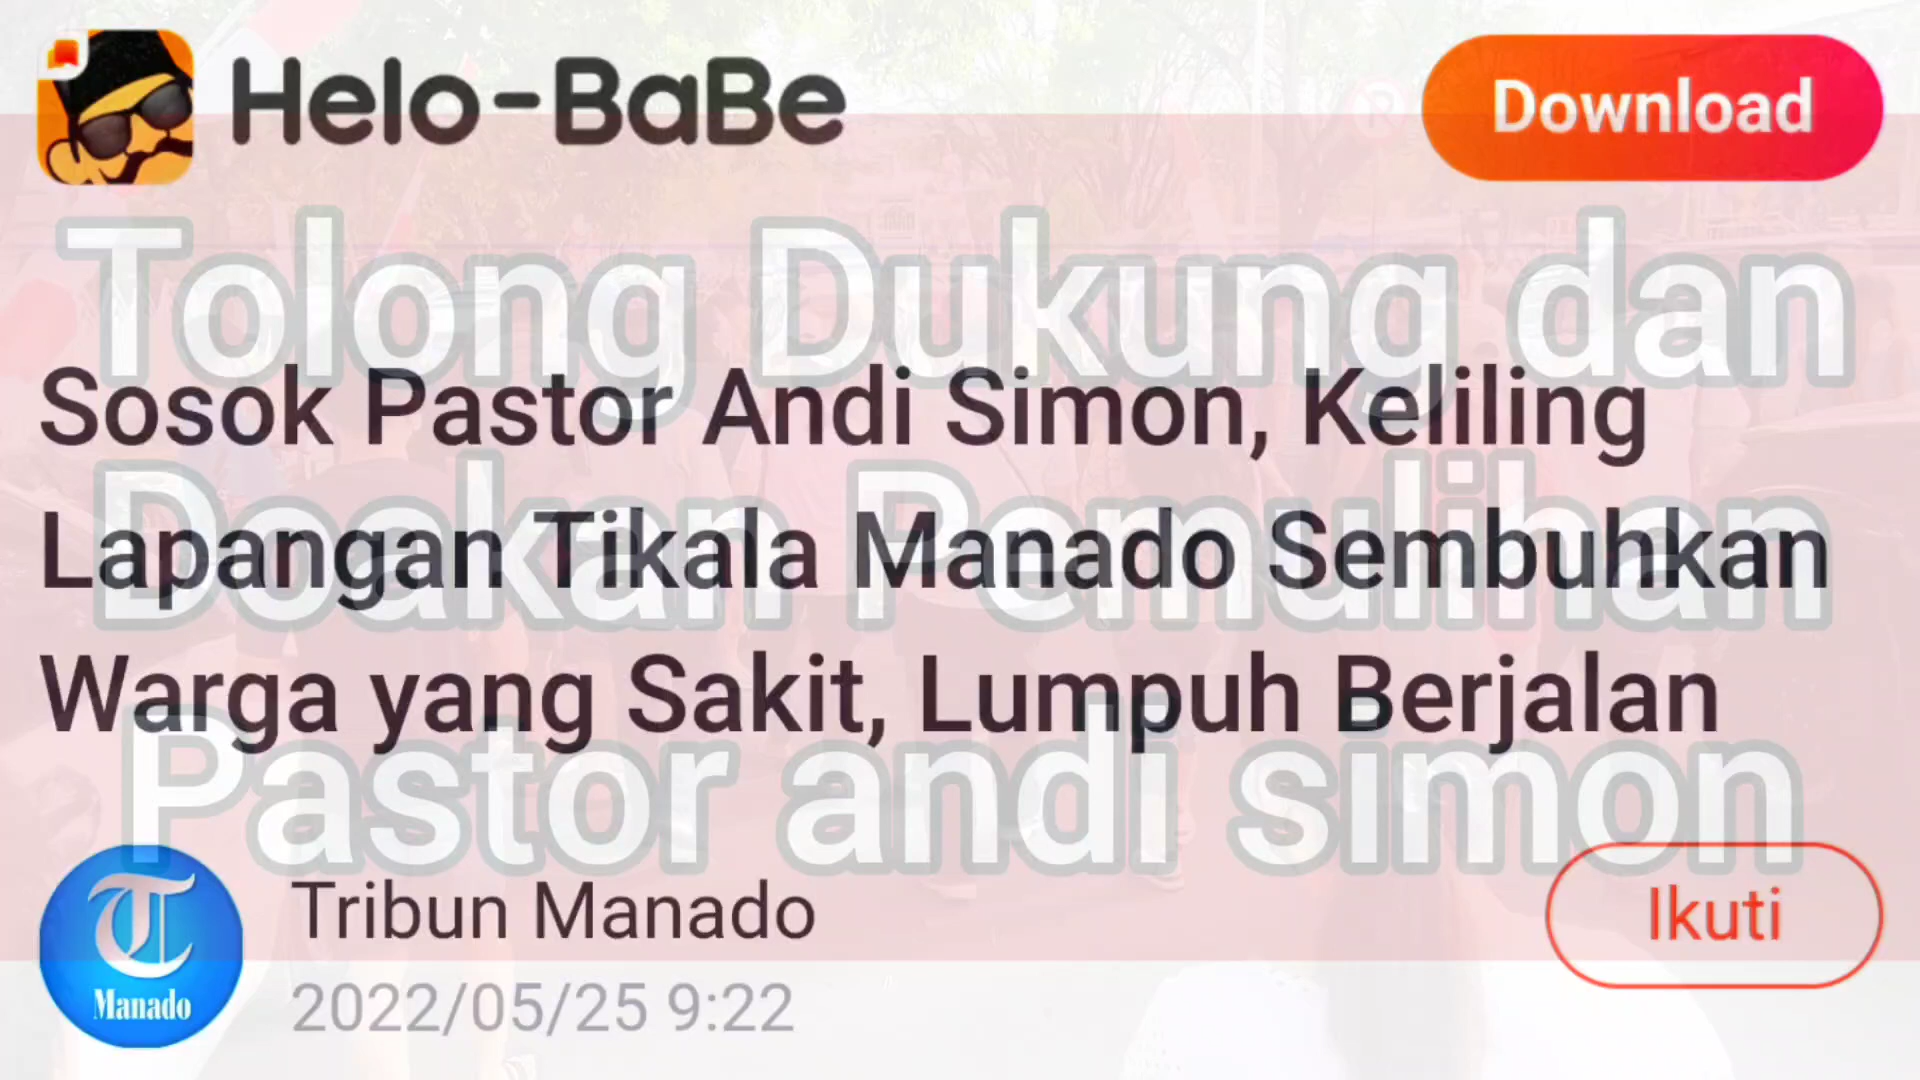 Helo-BaBe
Download
Tolong Dukung dan
Sosok Pastor Andi Simon, Keliling
Doakan Pemulihan
Lapangan Tikala Manado Sembuhkan
Warga yang Sakit, Lumpuh Berjalan
Pastor andi simon
T
Manado
Tribun Manado
Ikuti
2022/05/25 9:22